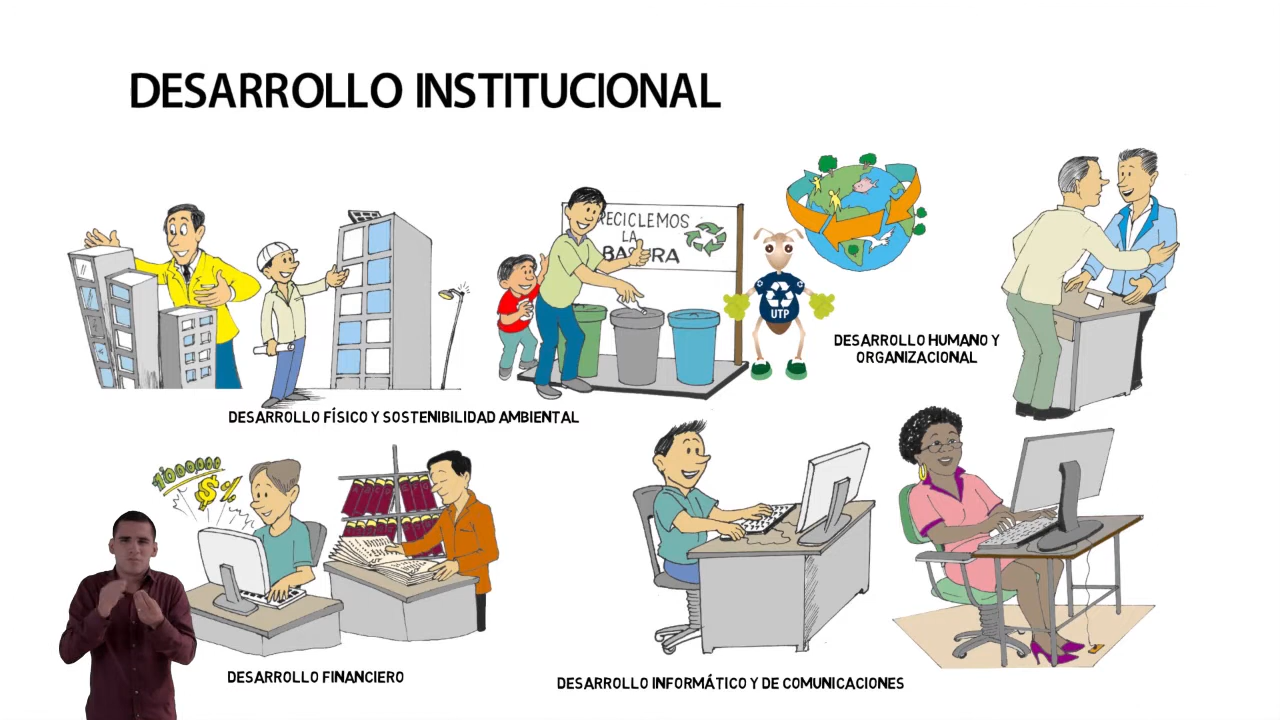 DESARROLLO INSTITUCIONAL
RECICLEMOS
LA
BASURA
UTP
DESARROLLO HUMANO Y
ORGANIZACIONAL
DESARROLLO FÍSICO Y SOSTENIBILIDAD AMBIENTAL
1000000
$ %
DESARROLLO FINANCIERO
DESARROLLO INFORMÁTICO Y DE COMUNICACIONES